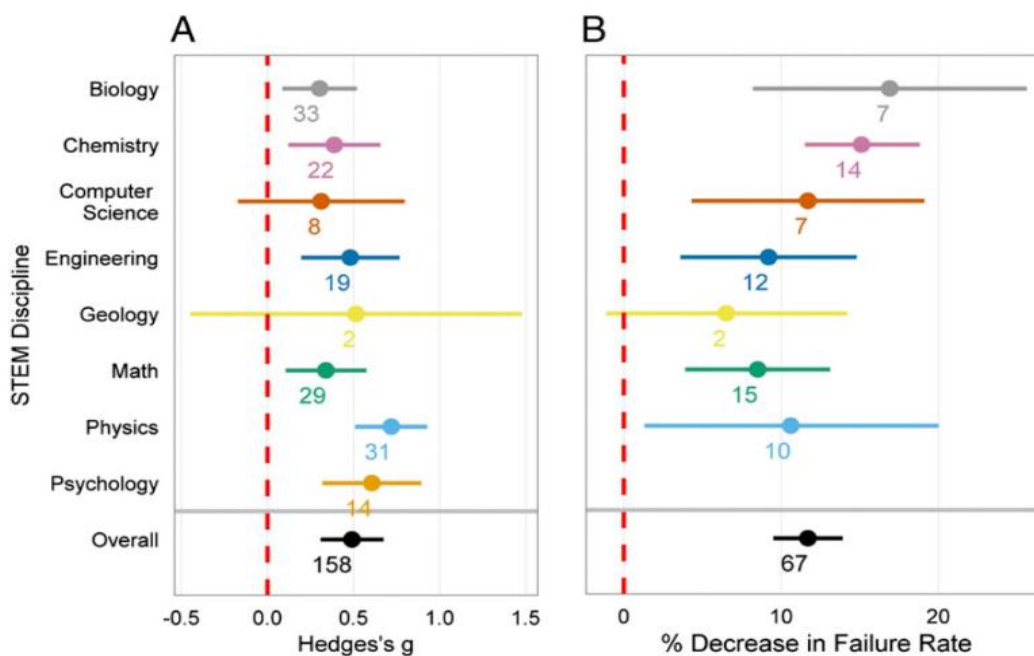 A
B
STEM Discipline
Biology
33
7
Chemistry
22
14
Computer
Science
8
7
Engineering
19
12
Geology
2
2
Math
29
15
Physics
31
10
Psychology
14
Overall
158
67
-0.5 0.0 0.5 1.0 1.5
0 10 20
Hedges's g
% Decrease in Failure Rate